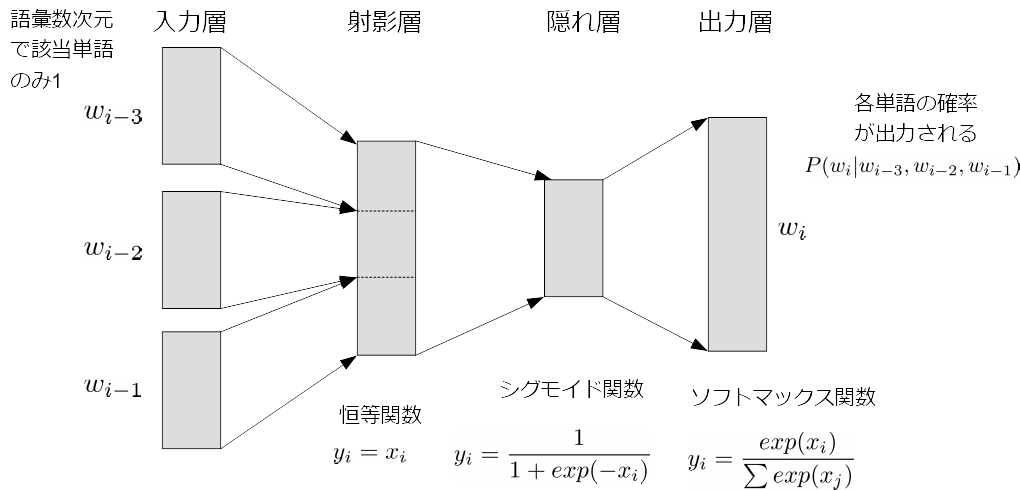 語彙数次元
で該当単語
のみ1
入力層
射影層
隠れ層
出力層
w_{i-3}
w_{i-2}
w_{i-1}
各単語の確率
が出力される
P(w_i|w_{i-3}, w_{i-2}, w_{i-1})
w_i
恒等関数
y_i = x_i
シグモイド関数
y_i = \frac{1}{1 + exp(-x_i)}
ソフトマックス関数
y_i = \frac{exp(x_i)}{\sum exp(x_j)}